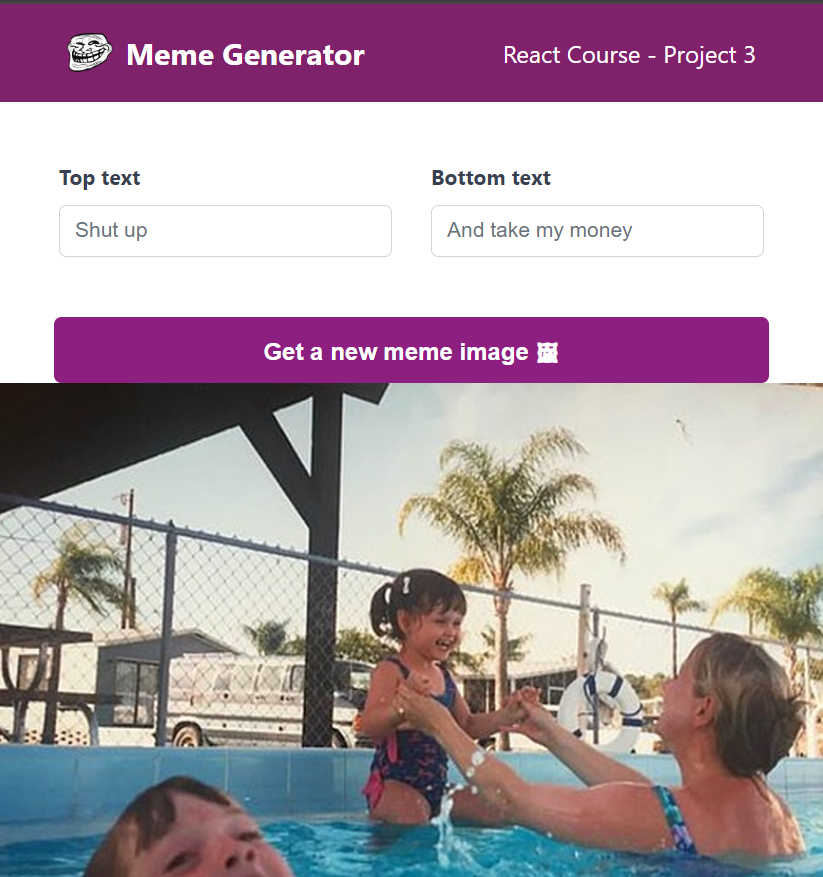 Meme Generator
React Course - Project 3
Top text
Bottom text
Shut up
And take my money
Get a new meme image 🖼